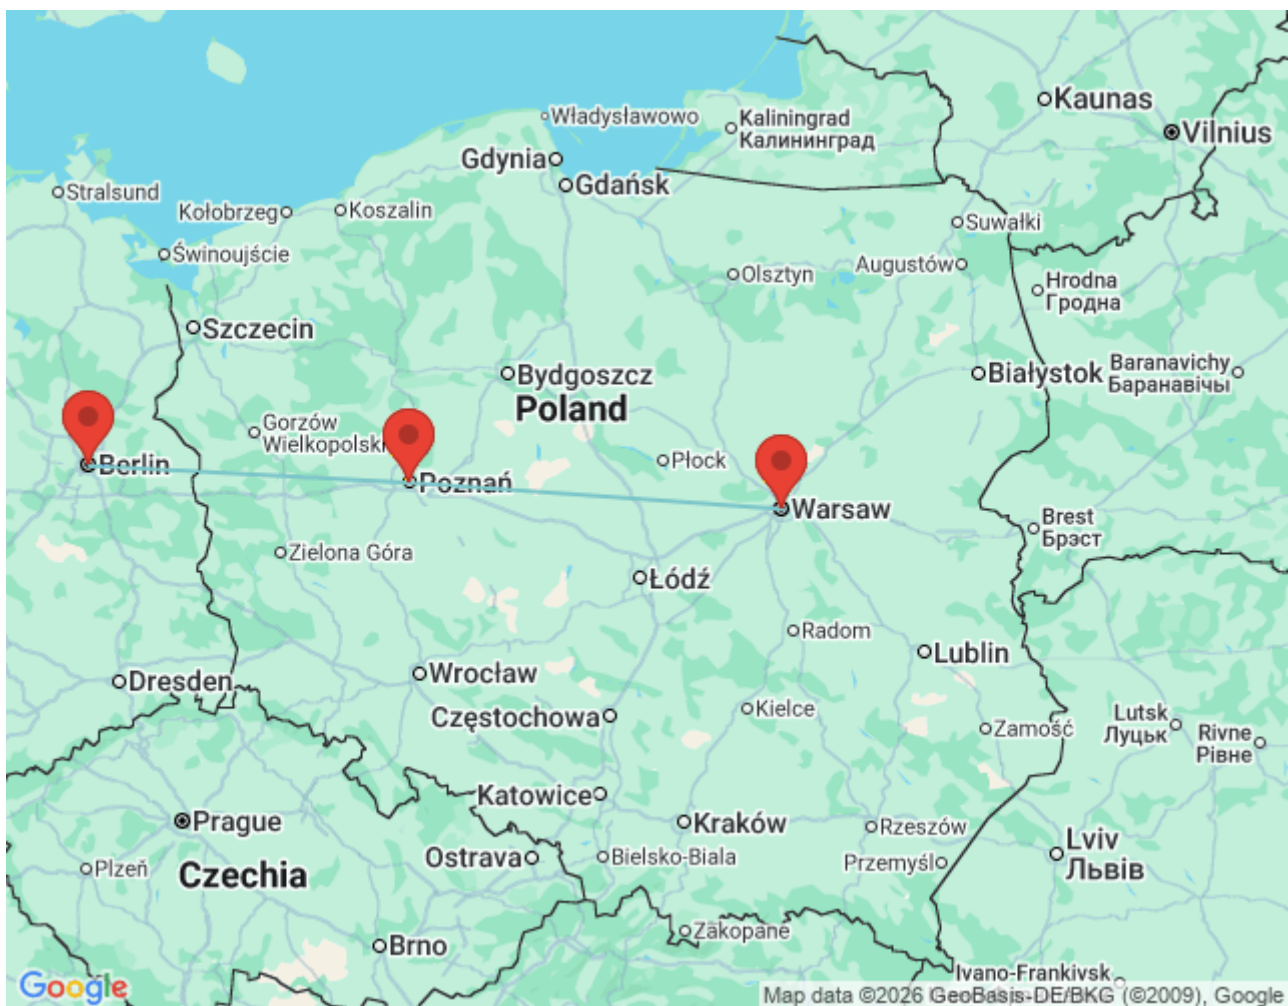 Władysławowo
Kaliningrad
Калининград
Kaunas
Vilnius
Gdynia
Gdańsk
Stralsund
Kołobrzeg
Koszalin
Suwałki
Świnoujście
Augustów
Olsztyn
Hrodna
Гродна
Szczecin
Bydgoszcz
Poland
Białystok
Baranavichy
Баранавічы
Gorzów
Wielkopolski
Berlin
Poznań
Płock
Warsaw
Brest
Брэст
Zielona Góra
Łódź
Radom
Lublin
Dresden
Wrocław
Częstochowa
Kielce
Zamość
Lutsk
Луцьк
Rivne
Рівне
Katowice
Prague
Kraków
Rzeszów
Plzeň
Czechia
Ostrava
Bielsko-Biala
Przemyśl
Lviv
Львів
Brno
Zakopane
Ivano-Frankivsk
Google
Map data ©2026 GeoBasis-DE/BKG (©2009), Google